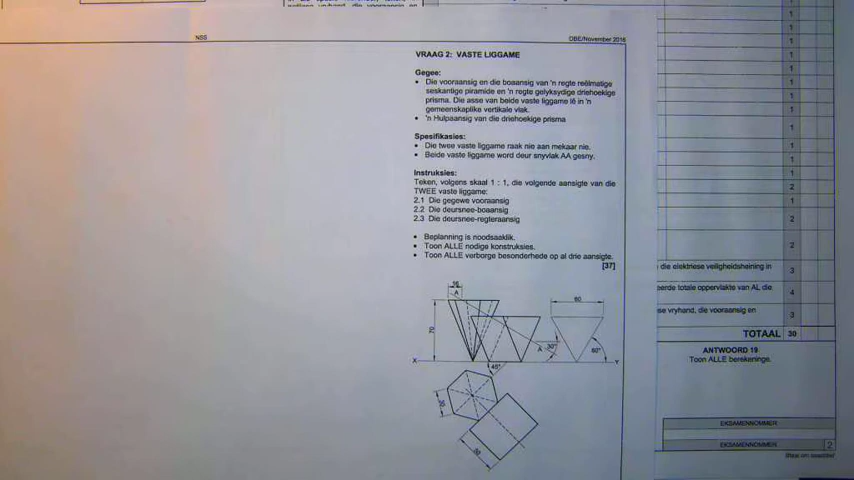 NSS
DBE/November 2016
VRAAG 2: VASTE LIGGAME
Gegee:
• Die vooraansig en die boaansig van 'n regte reëlmatige
seskantige piramide en 'n regte gelyksydige driehoekige
prisma. Die asse van beide vaste liggame lê in 'n
gemeenskaplike vertikale vlak.
• 'n Hulpaansig van die driehoekige prisma
Spesifikasies:
• Die twee vaste liggame raak nie aan mekaar nie.
• Beide vaste liggame word deur snyvlak AA gesny.
Instruksies:
Teken, volgens skaal 1 : 1, die volgende aansigte van die
TWEE vaste liggame:
2.1 Die gegewe vooraansig
2.2 Die deursnee-boaansig
2.3 Die deursnee-regteraansig
• Beplanning is noodsaaklik.
• Toon ALLE nodige konstruksies.
• Toon ALLE verborge besonderhede op al drie aansigte.
[37]
A
70
60
A
30°
60°
X
Y
45°
30
1
1
1
1
1
1
1
1
1
1
1
1
2
1
2
2
die elektriese veiligheidsheining in
3
eerde totale oppervlakte van AL die
4
se vryhand, die vooraansig en
3
TOTAAL 30
ANTWOORD 19
Toon ALLE berekeninge.
EKSAMENNOMMER
EKSAMENNOMMER
2